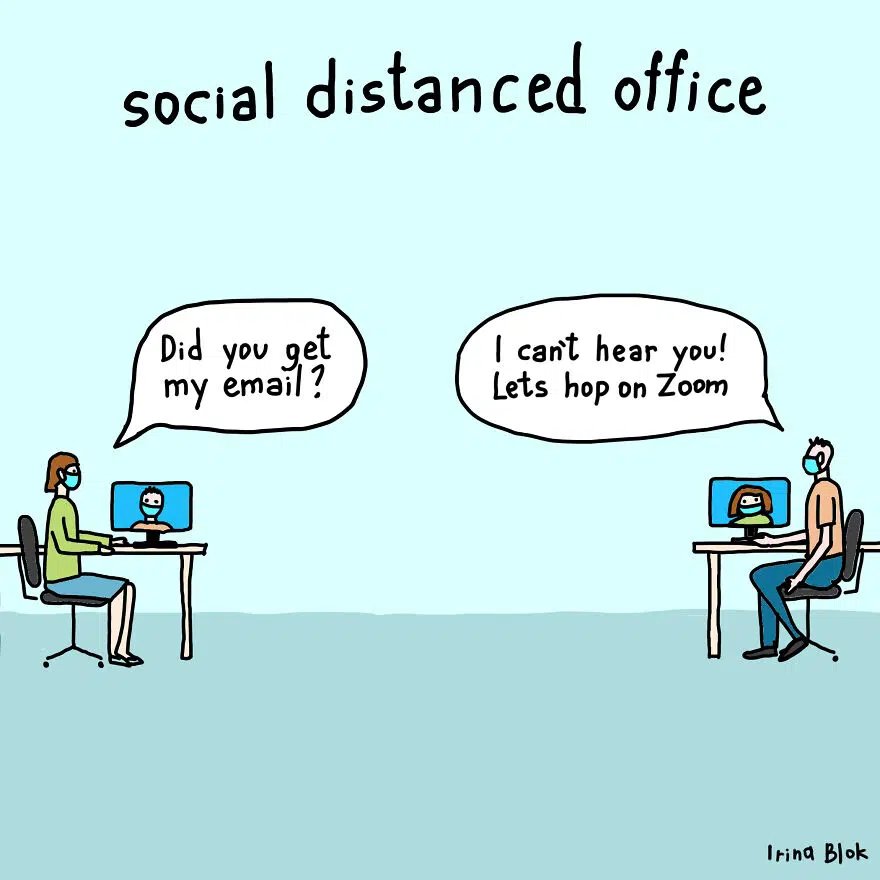 social distanced office
Did you get
my email?
I can't hear you!
Lets hop on Zoom
Irina Blok